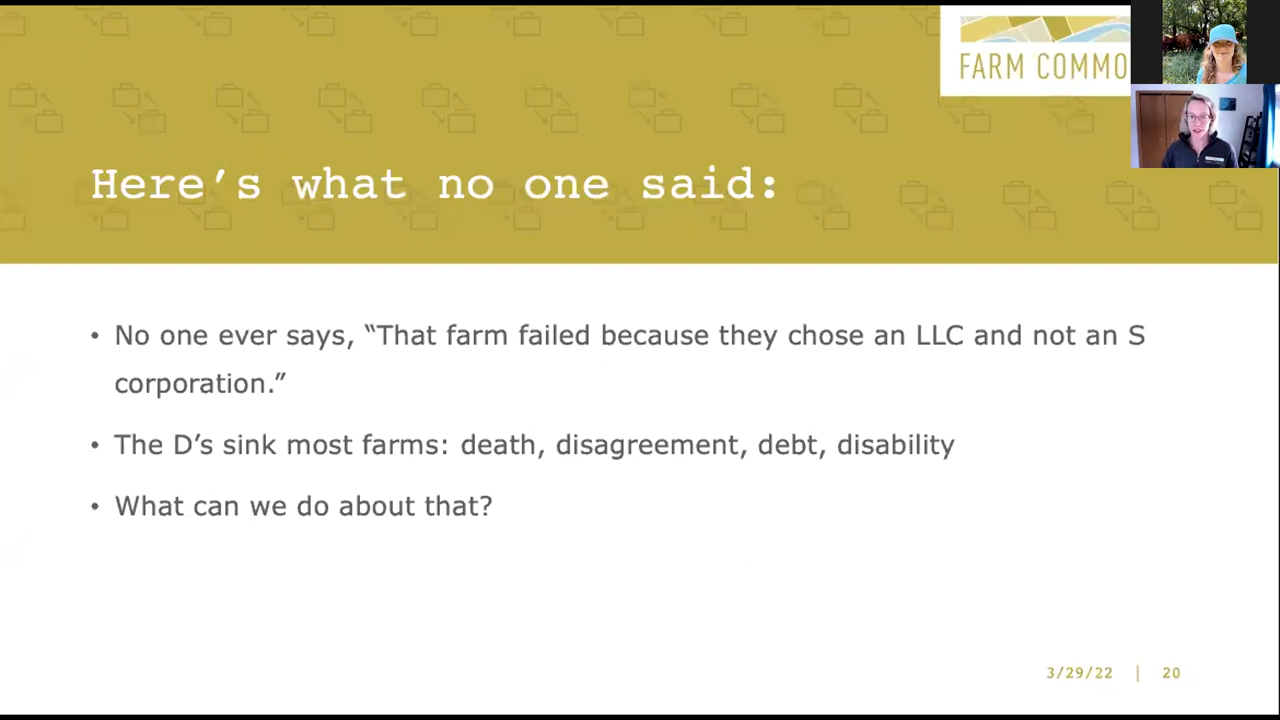 FARM COMMO
Here’s what no one said:
• No one ever says, “That farm failed because they chose an LLC and not an S
corporation.”
• The D’s sink most farms: death, disagreement, debt, disability
• What can we do about that?
3/29/22 | 20